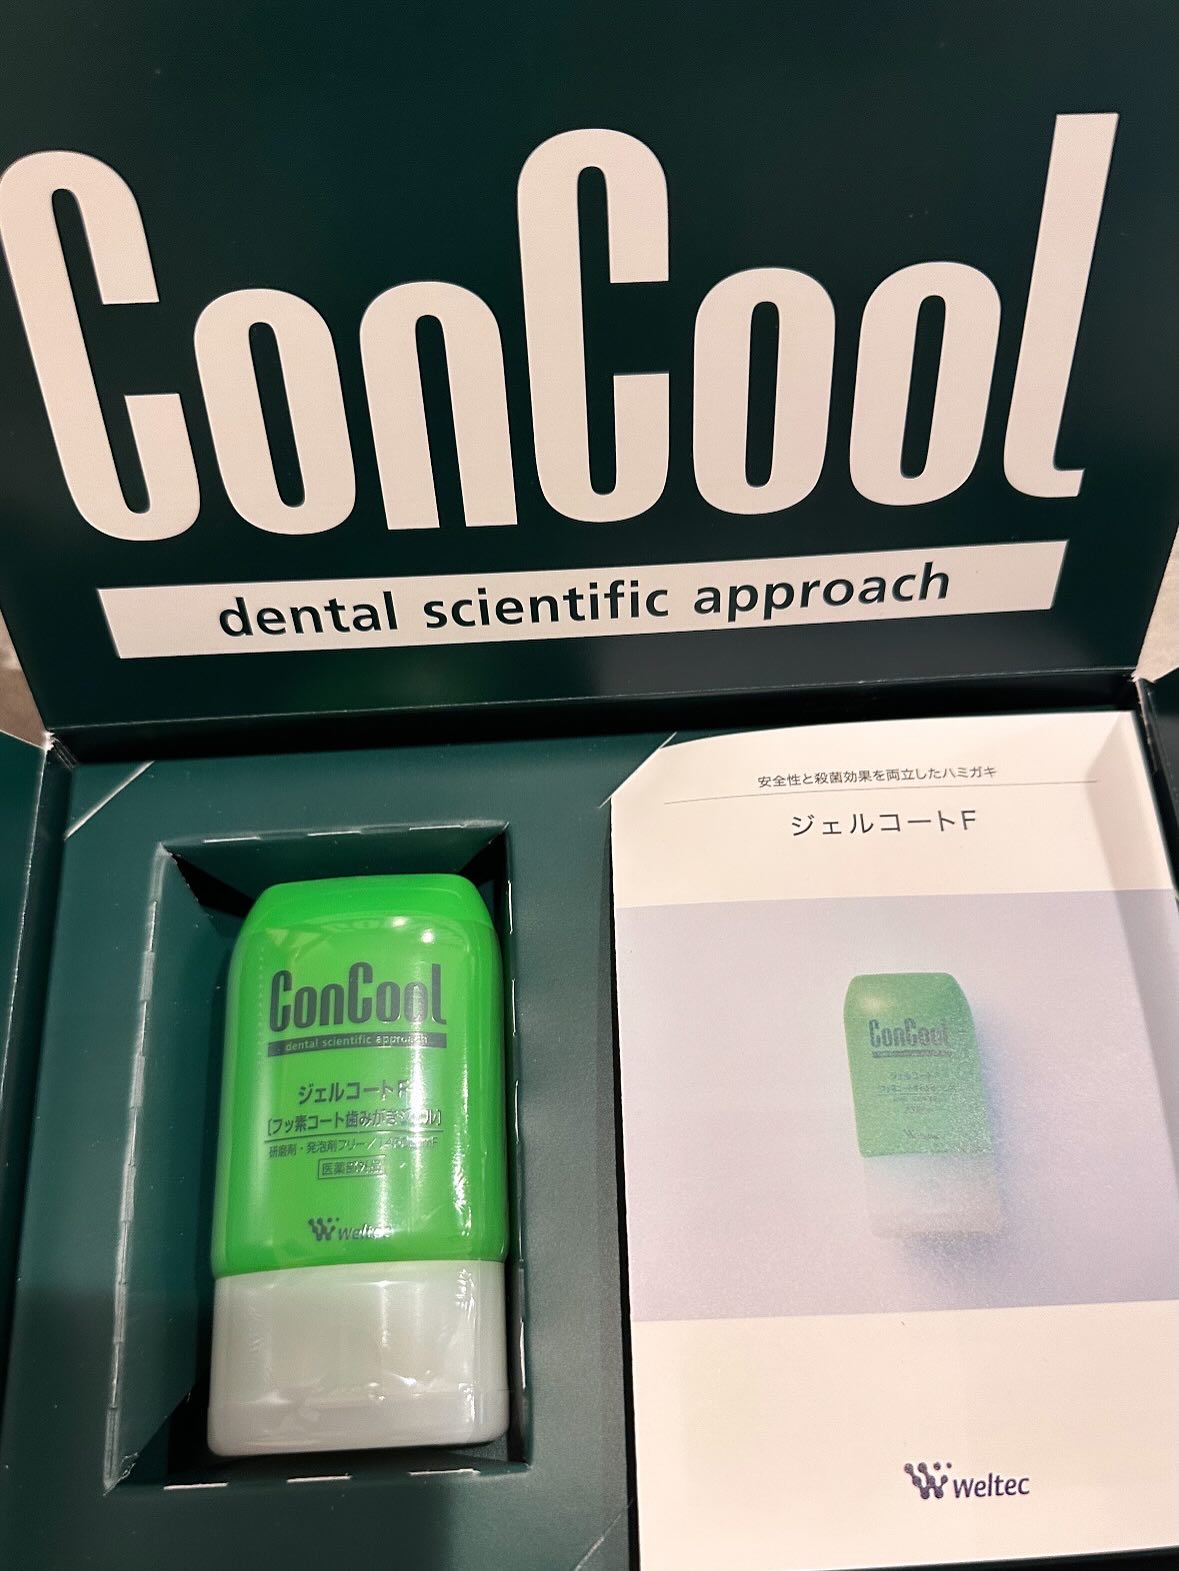 ConCool
dental scientific approach
安全性と殺菌効果を両立したハミガキ
ジェルコートF
ConCool
dental scientific approach
ジェルコートF
[フッ素コート歯みがきジェル]
研磨剤・発泡剤フリー/
医薬部外品
Weltec
ConCool
Weltec